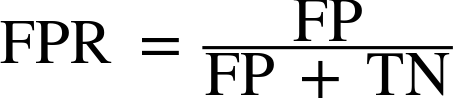 FPR = FP / (FP + TN)